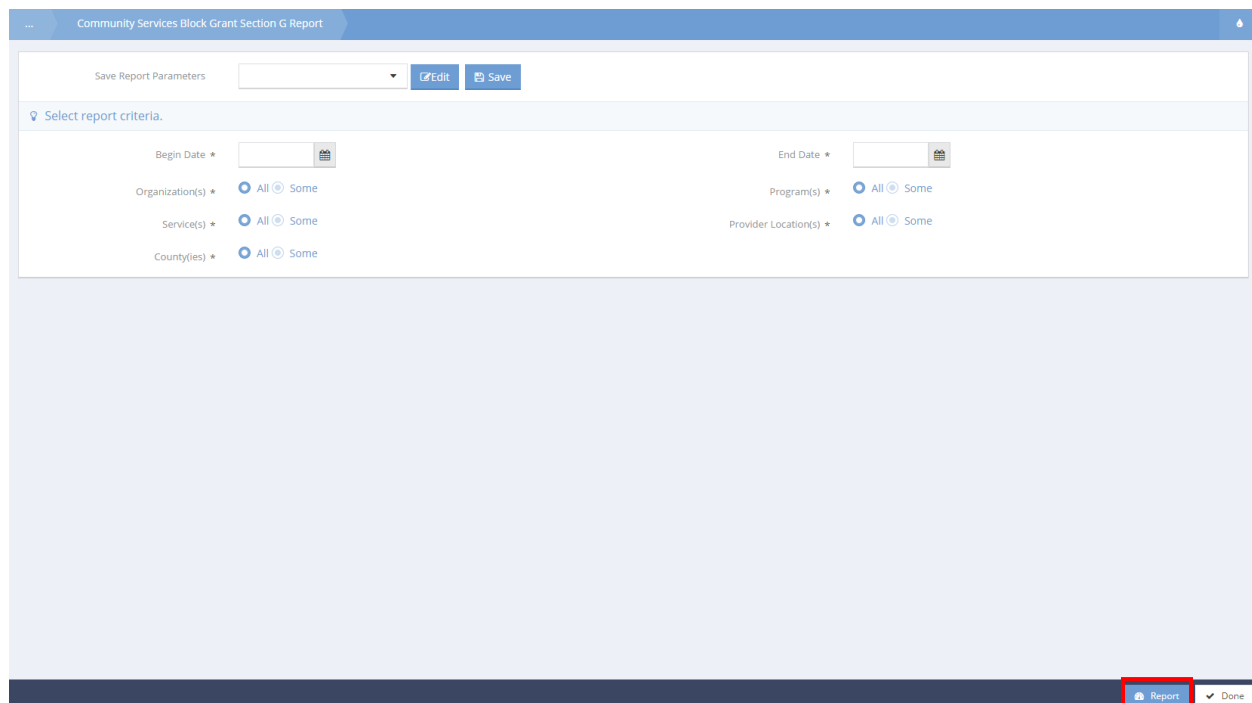 ... Community Services Block Grant Section G Report
Save Report Parameters Edit Save
Select report criteria.
Begin Date * End Date *
Organization(s) * All Some Program(s) * All Some
Service(s) * All Some Provider Location(s) * All Some
County(ies) * All Some
Report Done